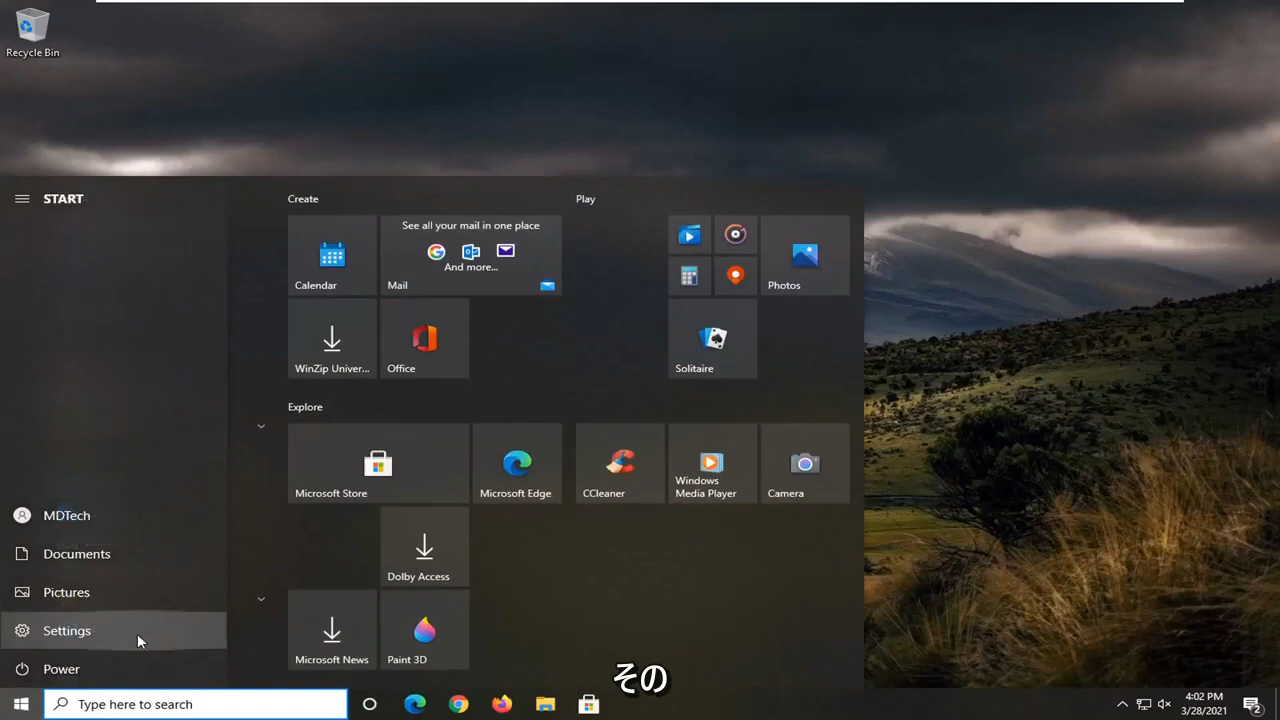 Recycle Bin
START
Create
Play
See all your mail in one place
And more...
Calendar
Mail
Photos
WinZip Univer...
Office
Solitaire
Explore
Microsoft Store
Microsoft Edge
CCleaner
Windows
Media Player
Camera
MDTech
Documents
Dolby Access
Pictures
Settings
Microsoft News
Paint 3D
Power
その
Type here to search
4:02 PM
3/28/2021
2